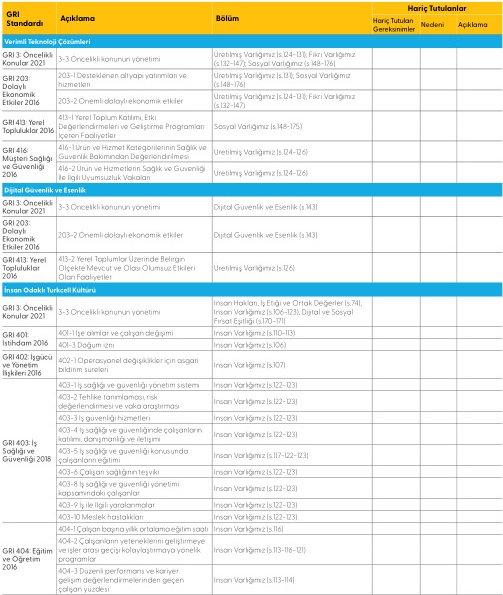 GRI
Standardı
Açıklama
Bölüm
Hariç Tutulanlar
Hariç Tutulan
Gereksinimler
Nedeni
Açıklama
Verimli Teknoloji Çözümleri
GRI 3: Öncelikli
Konular 2021
3-3 Öncelikli konunun yönetimi
Üretilmiş Varlığımız (s.124-131); Fikri Varlığımız
(s.132-147); Sosyal Varlığımız (s.148-176)
GRI 203:
Dolaylı
Ekonomik
Etkiler 2016
203-1 Desteklenen altyapı yatırımları ve
hizmetleri
Üretilmiş Varlığımız (s.131); Sosyal Varlığımız
(s.148-176)
203-2 Önemli dolaylı ekonomik etkiler
Üretilmiş Varlığımız (s.124-131); Fikri Varlığımız
(s.132-147)
GRI 413: Yerel
Topluluklar 2016
413-1 Yerel Toplum Katılımı, Etki
Değerlendirmeleri ve Geliştirme Programları
İçeren Faaliyetler
Sosyal Varlığımız (s.148-175)
GRI 416:
Müşteri Sağlığı
ve Güvenliği
2016
416-1 Ürün ve Hizmet Kategorilerinin Sağlık ve
Güvenlik Bakımından Değerlendirilmesi
Üretilmiş Varlığımız (s.124-126)
416-2 Ürün ve Hizmetlerin Sağlık ve Güvenliği
İle İlgili Uyumsuzluk Vakaları
Üretilmiş Varlığımız (s.124-126)
Dijital Güvenlik ve Esenlik
GRI 3: Öncelikli
Konular 2021
3-3 Öncelikli konunun yönetimi
Dijital Güvenlik ve Esenlik (s.143)
GRI 203:
Dolaylı
Ekonomik
Etkiler 2016
203-2 Önemli dolaylı ekonomik etkiler
Dijital Güvenlik ve Esenlik (s.143)
GRI 413: Yerel
Topluluklar
2016
413-2 Yerel Toplumlar Üzerinde Belirgin
Ölçekte Mevcut ve Olası Olumsuz Etkileri
Olan Faaliyetler
Üretilmiş Varlığımız (s.126)
İnsan Odaklı Turkcell Kültürü
GRI 3: Öncelikli
Konular 2021
3-3 Öncelikli konunun yönetimi
İnsan Hakları, İş Etiği ve Ortak Değerler (s.74),
İnsan Varlığımız (s.106-123), Dijital ve Sosyal
Fırsat Eşitliği (s.170-171)
GRI 401:
İstihdam 2016
401-1 İşe alımlar ve çalışan değişimi
İnsan Varlığımız (s.110-113)
401-3 Doğum izni
İnsan Varlığımız (s.106)
GRI 402: İşgücü
ve Yönetim
İlişkileri 2016
402-1 Operasyonel değişiklikler için asgari
bildirim süreleri
İnsan Varlığımız (s.107)
GRI 403: İş
Sağlığı ve
Güvenliği 2018
403-1 İş sağlığı ve güvenliği yönetim sistemi
İnsan Varlığımız (s.122-123)
403-2 Tehlike tanımlaması, risk
değerlendirmesi ve vaka araştırması
İnsan Varlığımız (s.122-123)
403-3 İş güvenliği hizmetleri
İnsan Varlığımız (s.122-123)
403-4 İş sağlığı ve güvenliğinde çalışanların
katılımı, danışmanlığı ve iletişimi
İnsan Varlığımız (s.122-123)
403-5 İş sağlığı ve güvenliği konusunda
çalışanların eğitimi
İnsan Varlığımız (s.117-122-123)
403-6 Çalışan sağlığının teşviki
İnsan Varlığımız (s.122-123)
403-8 İş sağlığı ve güvenliği yönetimi
kapsamındaki çalışanlar
İnsan Varlığımız (s.122-123)
403-9 İş ile ilgili yaralanmalar
İnsan Varlığımız (s.122-123)
403-10 Meslek hastalıkları
İnsan Varlığımız (s.122-123)
GRI 404: Eğitim
ve Öğretim
2016
404-1 Çalışan başına yıllık ortalama eğitim saati
İnsan Varlığımız (s.116)
404-2 Çalışanların yeteneklerini geliştirmeye
ve işler arası geçişi kolaylaştırmaya yönelik
programlar
İnsan Varlığımız (s.113-116-121)
404-3 Düzenli performans ve kariyer
gelişim değerlendirmelerinden geçen
çalışan yüzdesi
İnsan Varlığımız (s.113-114)